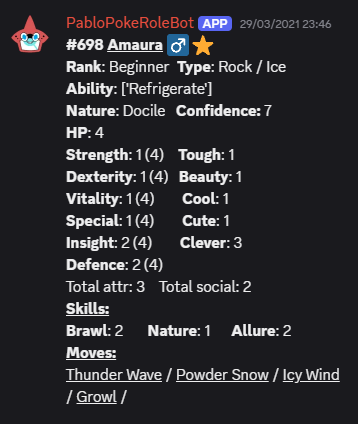 PabloPokeRoleBot APP 29/03/2021 23:46
#698 Amaura ♂️ ⭐
Rank: Beginner Type: Rock / Ice
Ability: ['Refrigerate']
Nature: Docile Confidence: 7
HP: 4
Strength: 1 (4) Tough: 1
Dexterity: 1 (4) Beauty: 1
Vitality: 1 (4) Cool: 1
Special: 1 (4) Cute: 1
Insight: 2 (4) Clever: 3
Defence: 2 (4)
Total attr: 3 Total social: 2
Skills:
Brawl: 2 Nature: 1 Allure: 2
Moves:
Thunder Wave / Powder Snow / Icy Wind
/ Growl /